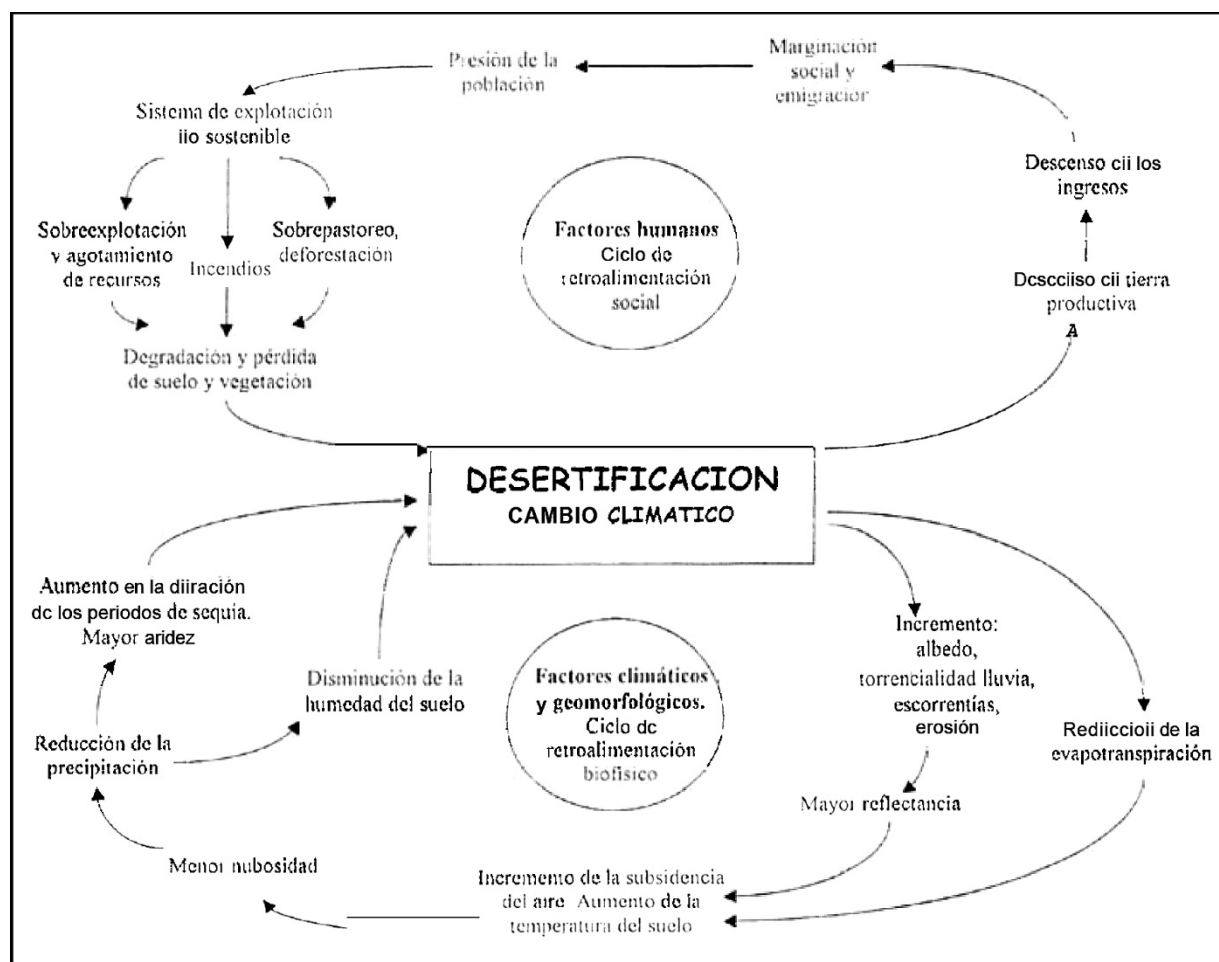 Marginación
social y
emigracior
Presión de la
población
Sistema de explotación
iio sostenible
Descenso cii los
ingresos
Sobreexplotación
y agotamiento
de recursos
Incendios
Sobrepastoreo,
deforestación
Factores humanos
Ciclo de
retroalimentación
social
Dcscciiso cii tierra
productiva
A
Degradación y pérdida
de suelo y vegetación
DESERTIFICACION
CAMBIO CLIMATICO
Aumento en la diiración
dc los periodos de sequía.
Mayor aridez
Disminución de la
humedad del suelo
Factores climáticos
y geomorfológicos.
Ciclo dc
retroalimentación
biofísico
Incremento:
albedo,
torrencialidad lluvia,
escorrentías,
erosión
Rediiccioii de la
evapotranspiración
Reducción de la
precipitación
Mayor reflectancia
Menor nubosidad
Incremento de la subsidencia
del aire Aumento de la
temperatura del suelo